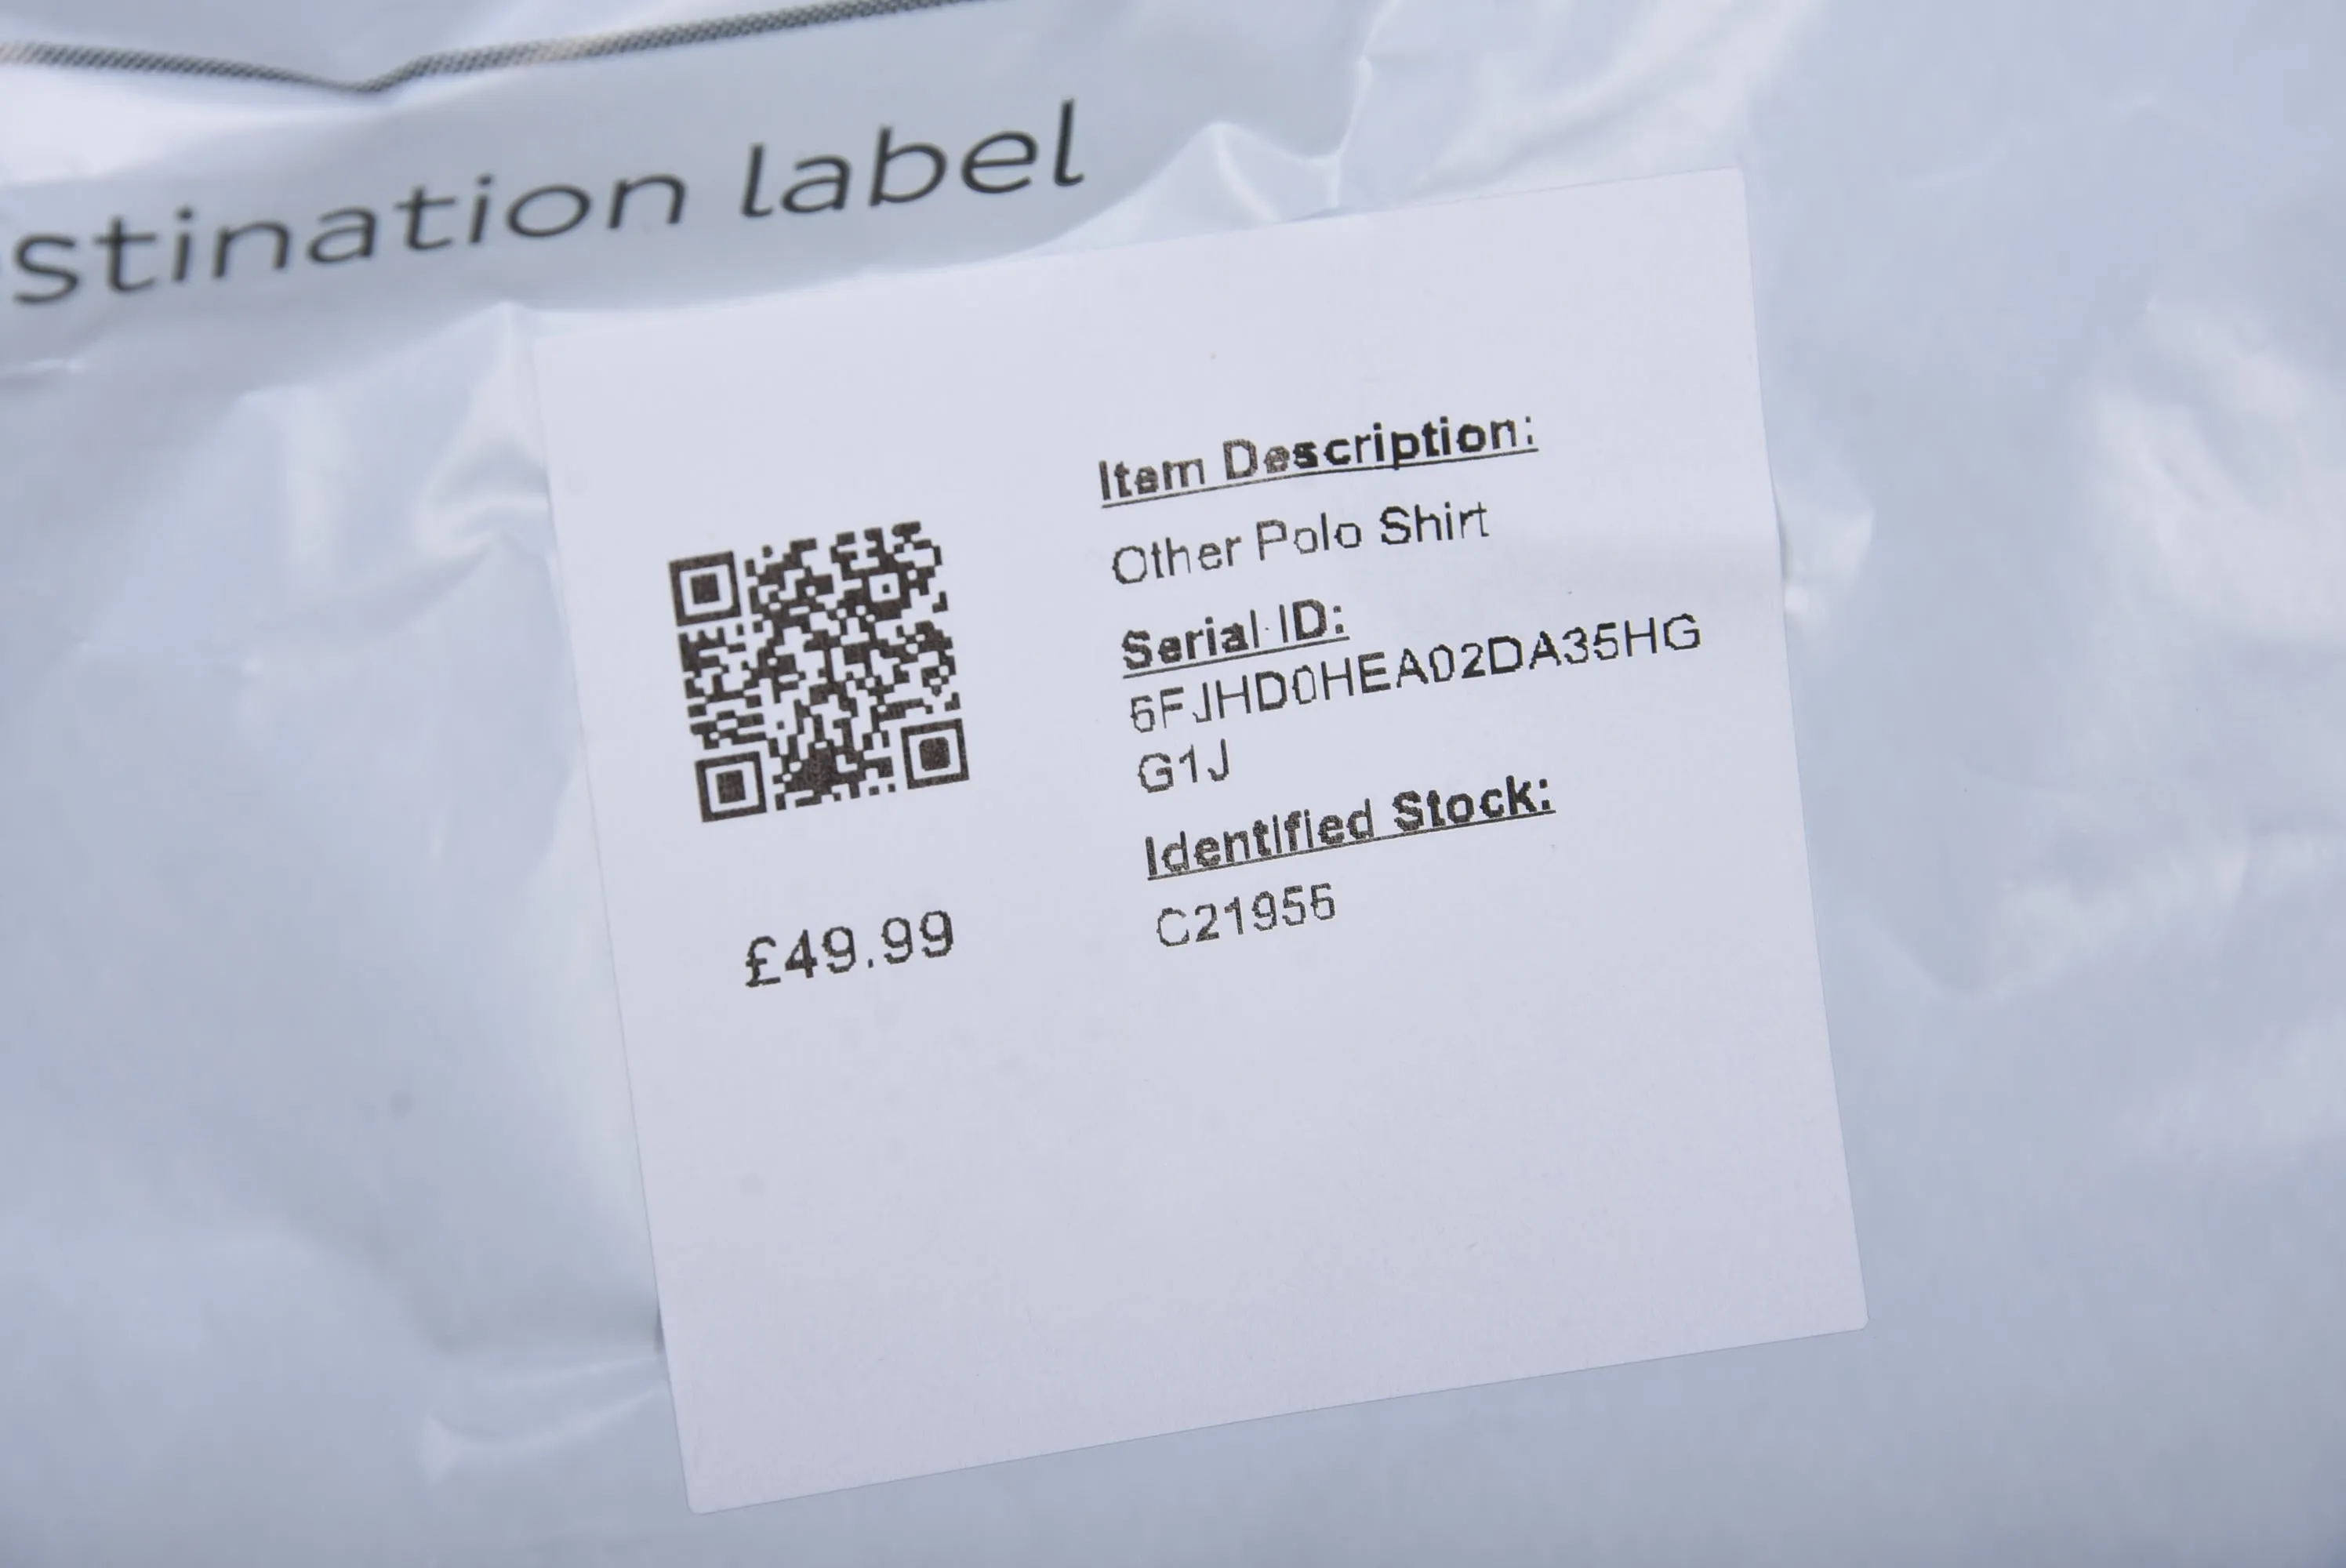 stination label
Item Description:
Other Polo Shirt
Serial ID:
6FJHD0HEA02DA35HG
G1J
Identified Stock:
C21956
£49.99